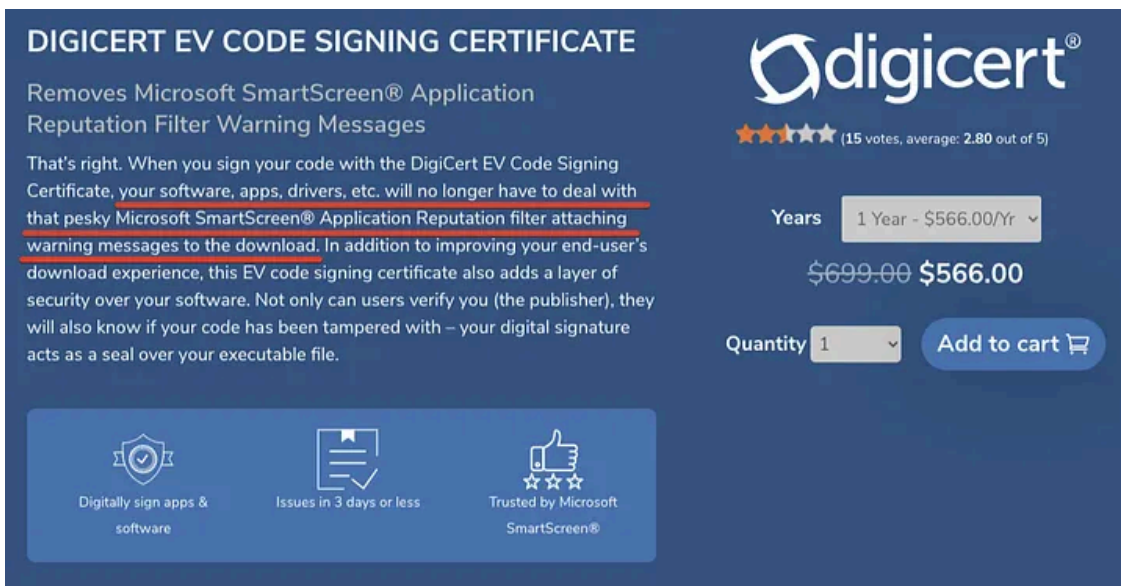 DIGICERT EV CODE SIGNING CERTIFICATE
Removes Microsoft SmartScreen® Application
Reputation Filter Warning Messages
That's right. When you sign your code with the DigiCert EV Code Signing
Certificate, your software, apps, drivers, etc. will no longer have to deal with
that pesky Microsoft SmartScreen® Application Reputation filter attaching
warning messages to the download. In addition to improving your end-user's
download experience, this EV code signing certificate also adds a layer of
security over your software. Not only can users verify you (the publisher), they
will also know if your code has been tampered with – your digital signature
acts as a seal over your executable file.
Digitally sign apps &
software
Issues in 3 days or less
Trusted by Microsoft
SmartScreen®
digicert®
(15 votes, average: 2.80 out of 5)
Years 1 Year - $566.00/Yr
$699.00 $566.00
Quantity 1 Add to cart